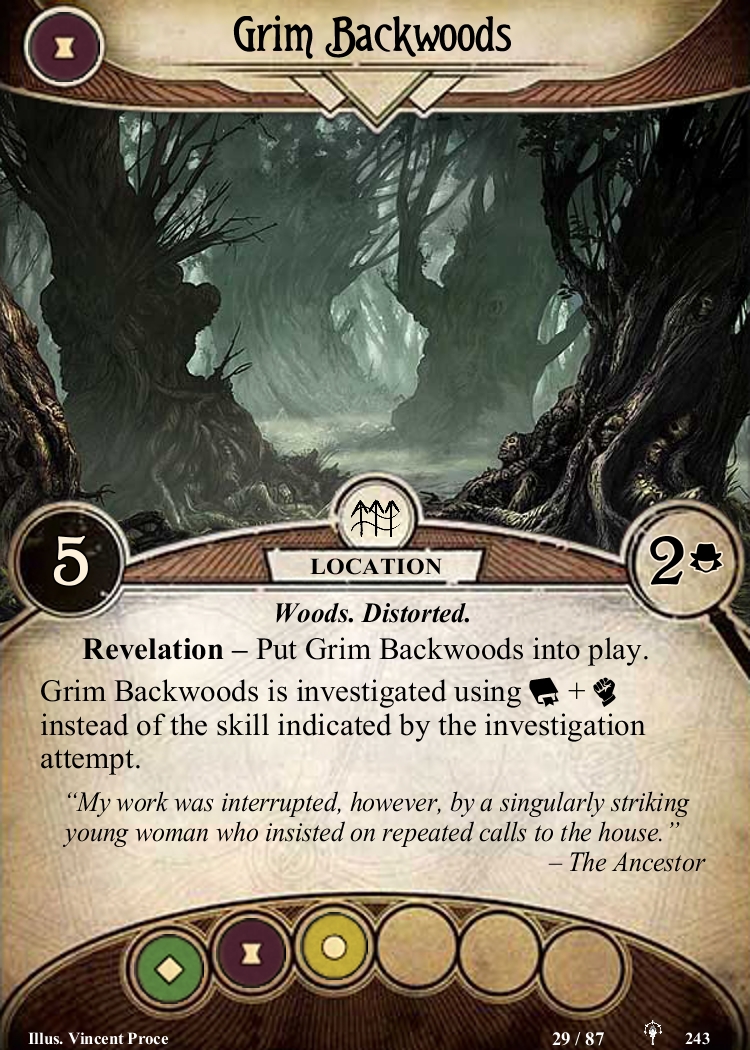 Grim Backwoods
5
LOCATION
2
Woods. Distorted.
Revelation – Put Grim Backwoods into play.
Grim Backwoods is investigated using +
instead of the skill indicated by the investigation
attempt.
“My work was interrupted, however, by a singularly striking
young woman who insisted on repeated calls to the house.”
– The Ancestor
Illus. Vincent Proce
29 / 87
243